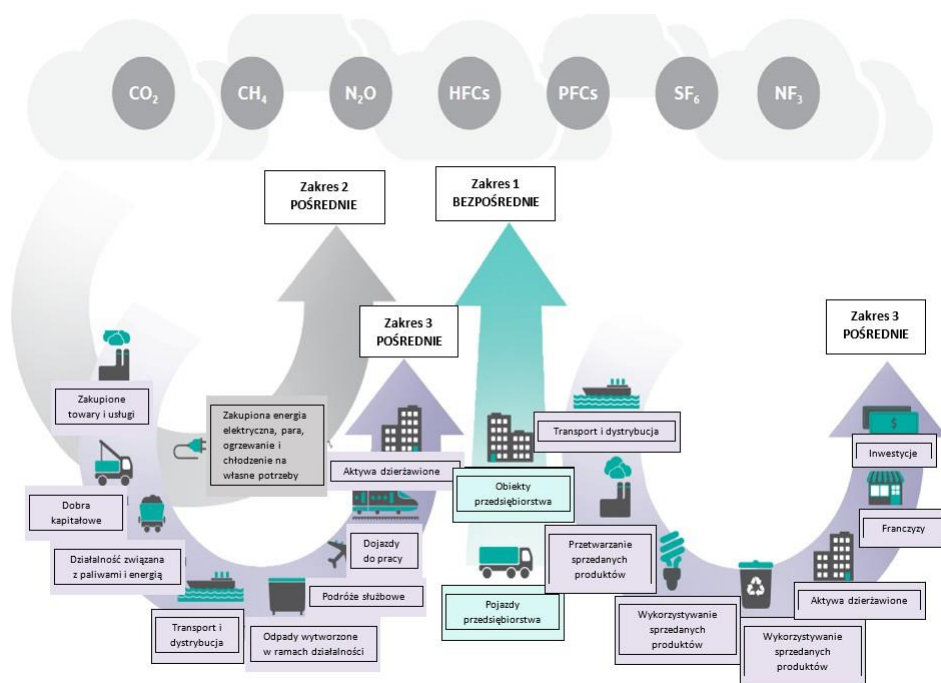 CO₂
CH₄
N₂O
HFCs
PFCs
SF₆
NF₃
Zakres 2
POŚREDNIE
Zakres 1
BEZPOŚREDNIE
Zakres 3
POŚREDNIE
Zakres 3
POŚREDNIE
Zakupione
towary i usługi
Dobra
kapitałowe
Działalność związana
z paliwami i energią
Transport i
dystrybucja
Odpady wytworzone
w ramach działalności
Podróże służbowe
Dojazdy
do pracy
Aktywa dzierżawione
Zakupiona energia
elektryczna, para,
ogrzewanie i
chłodzenie na
własne potrzeby
Obiekty
przedsiębiorstwa
Pojazdy
przedsiębiorstwa
Transport i dystrybucja
Przetwarzanie
sprzedanych
produktów
Wykorzystywanie
sprzedanych
produktów
Wykorzystywanie
sprzedanych
produktów
Aktywa dzierżawione
Franczyzy
Inwestycje
$